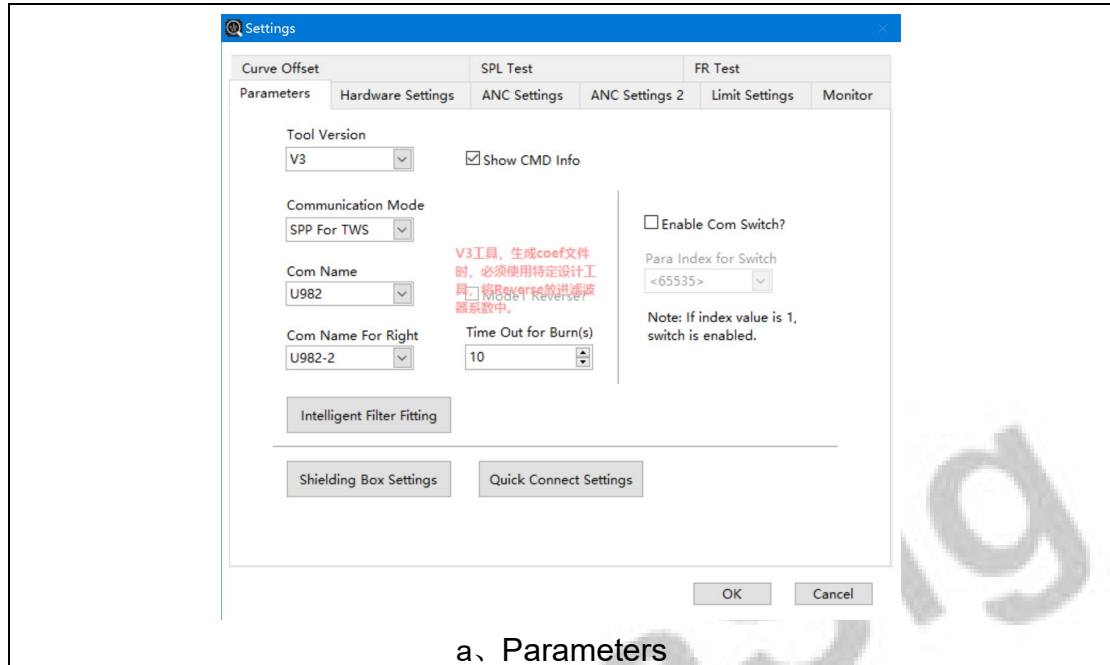 Settings
Curve Offset
SPL Test
FR Test
Parameters
Hardware Settings
ANC Settings
ANC Settings 2
Limit Settings
Monitor
Tool Version
V3
Show CMD Info
Communication Mode
SPP For TWS
Enable Com Switch?
V3工具，生成coef文件
时，必须使用特定设计工
具，将Reverse放进滤波
器系数中。
Mode1 Reverse?
Para Index for Switch
<65535>
Com Name
U982
Note: If index value is 1,
switch is enabled.
Com Name For Right
U982-2
Time Out for Burn(s)
10
Intelligent Filter Fitting
Shielding Box Settings
Quick Connect Settings
OK
Cancel
a、Parameters